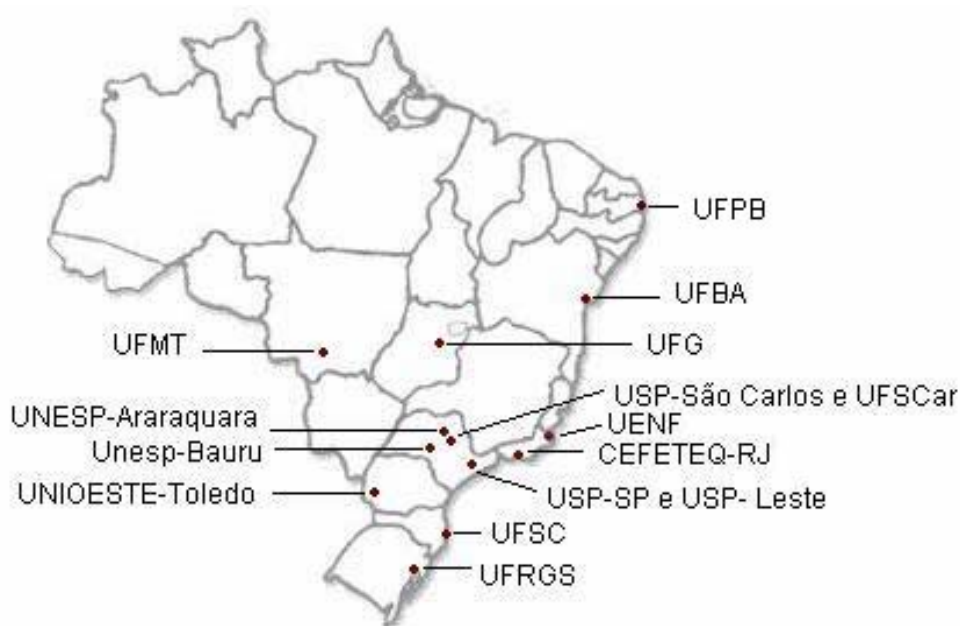 UFPB
UFBA
UFMT
UFG
USP-São Carlos e UFSCar
UNESP-Araraquara
UENF
Unesp-Bauru
CEFETEQ-RJ
UNIOESTE-Toledo
USP-SP e USP- Leste
UFSC
UFRGS